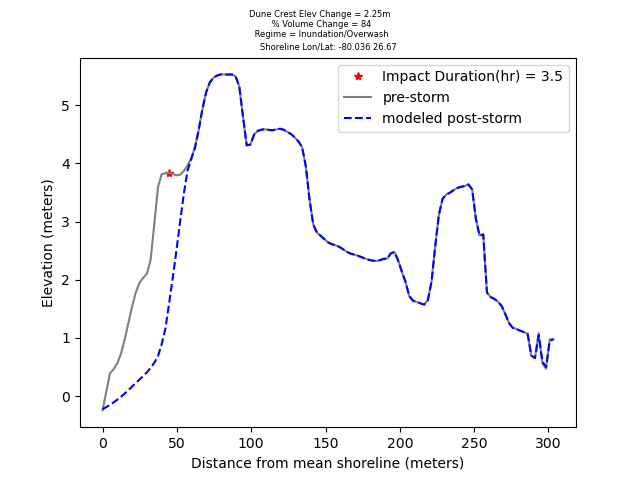 Dune Crest Elev Change = 2.25m
% Volume Change = 84
Regime = Inundation/Overwash
Shoreline Lon/Lat: -80.036 26.67
Impact Duration(hr) = 3.5
pre-storm
modeled post-storm
Elevation (meters)
5
4
3
2
1
0
0 50 100 150 200 250 300
Distance from mean shoreline (meters)